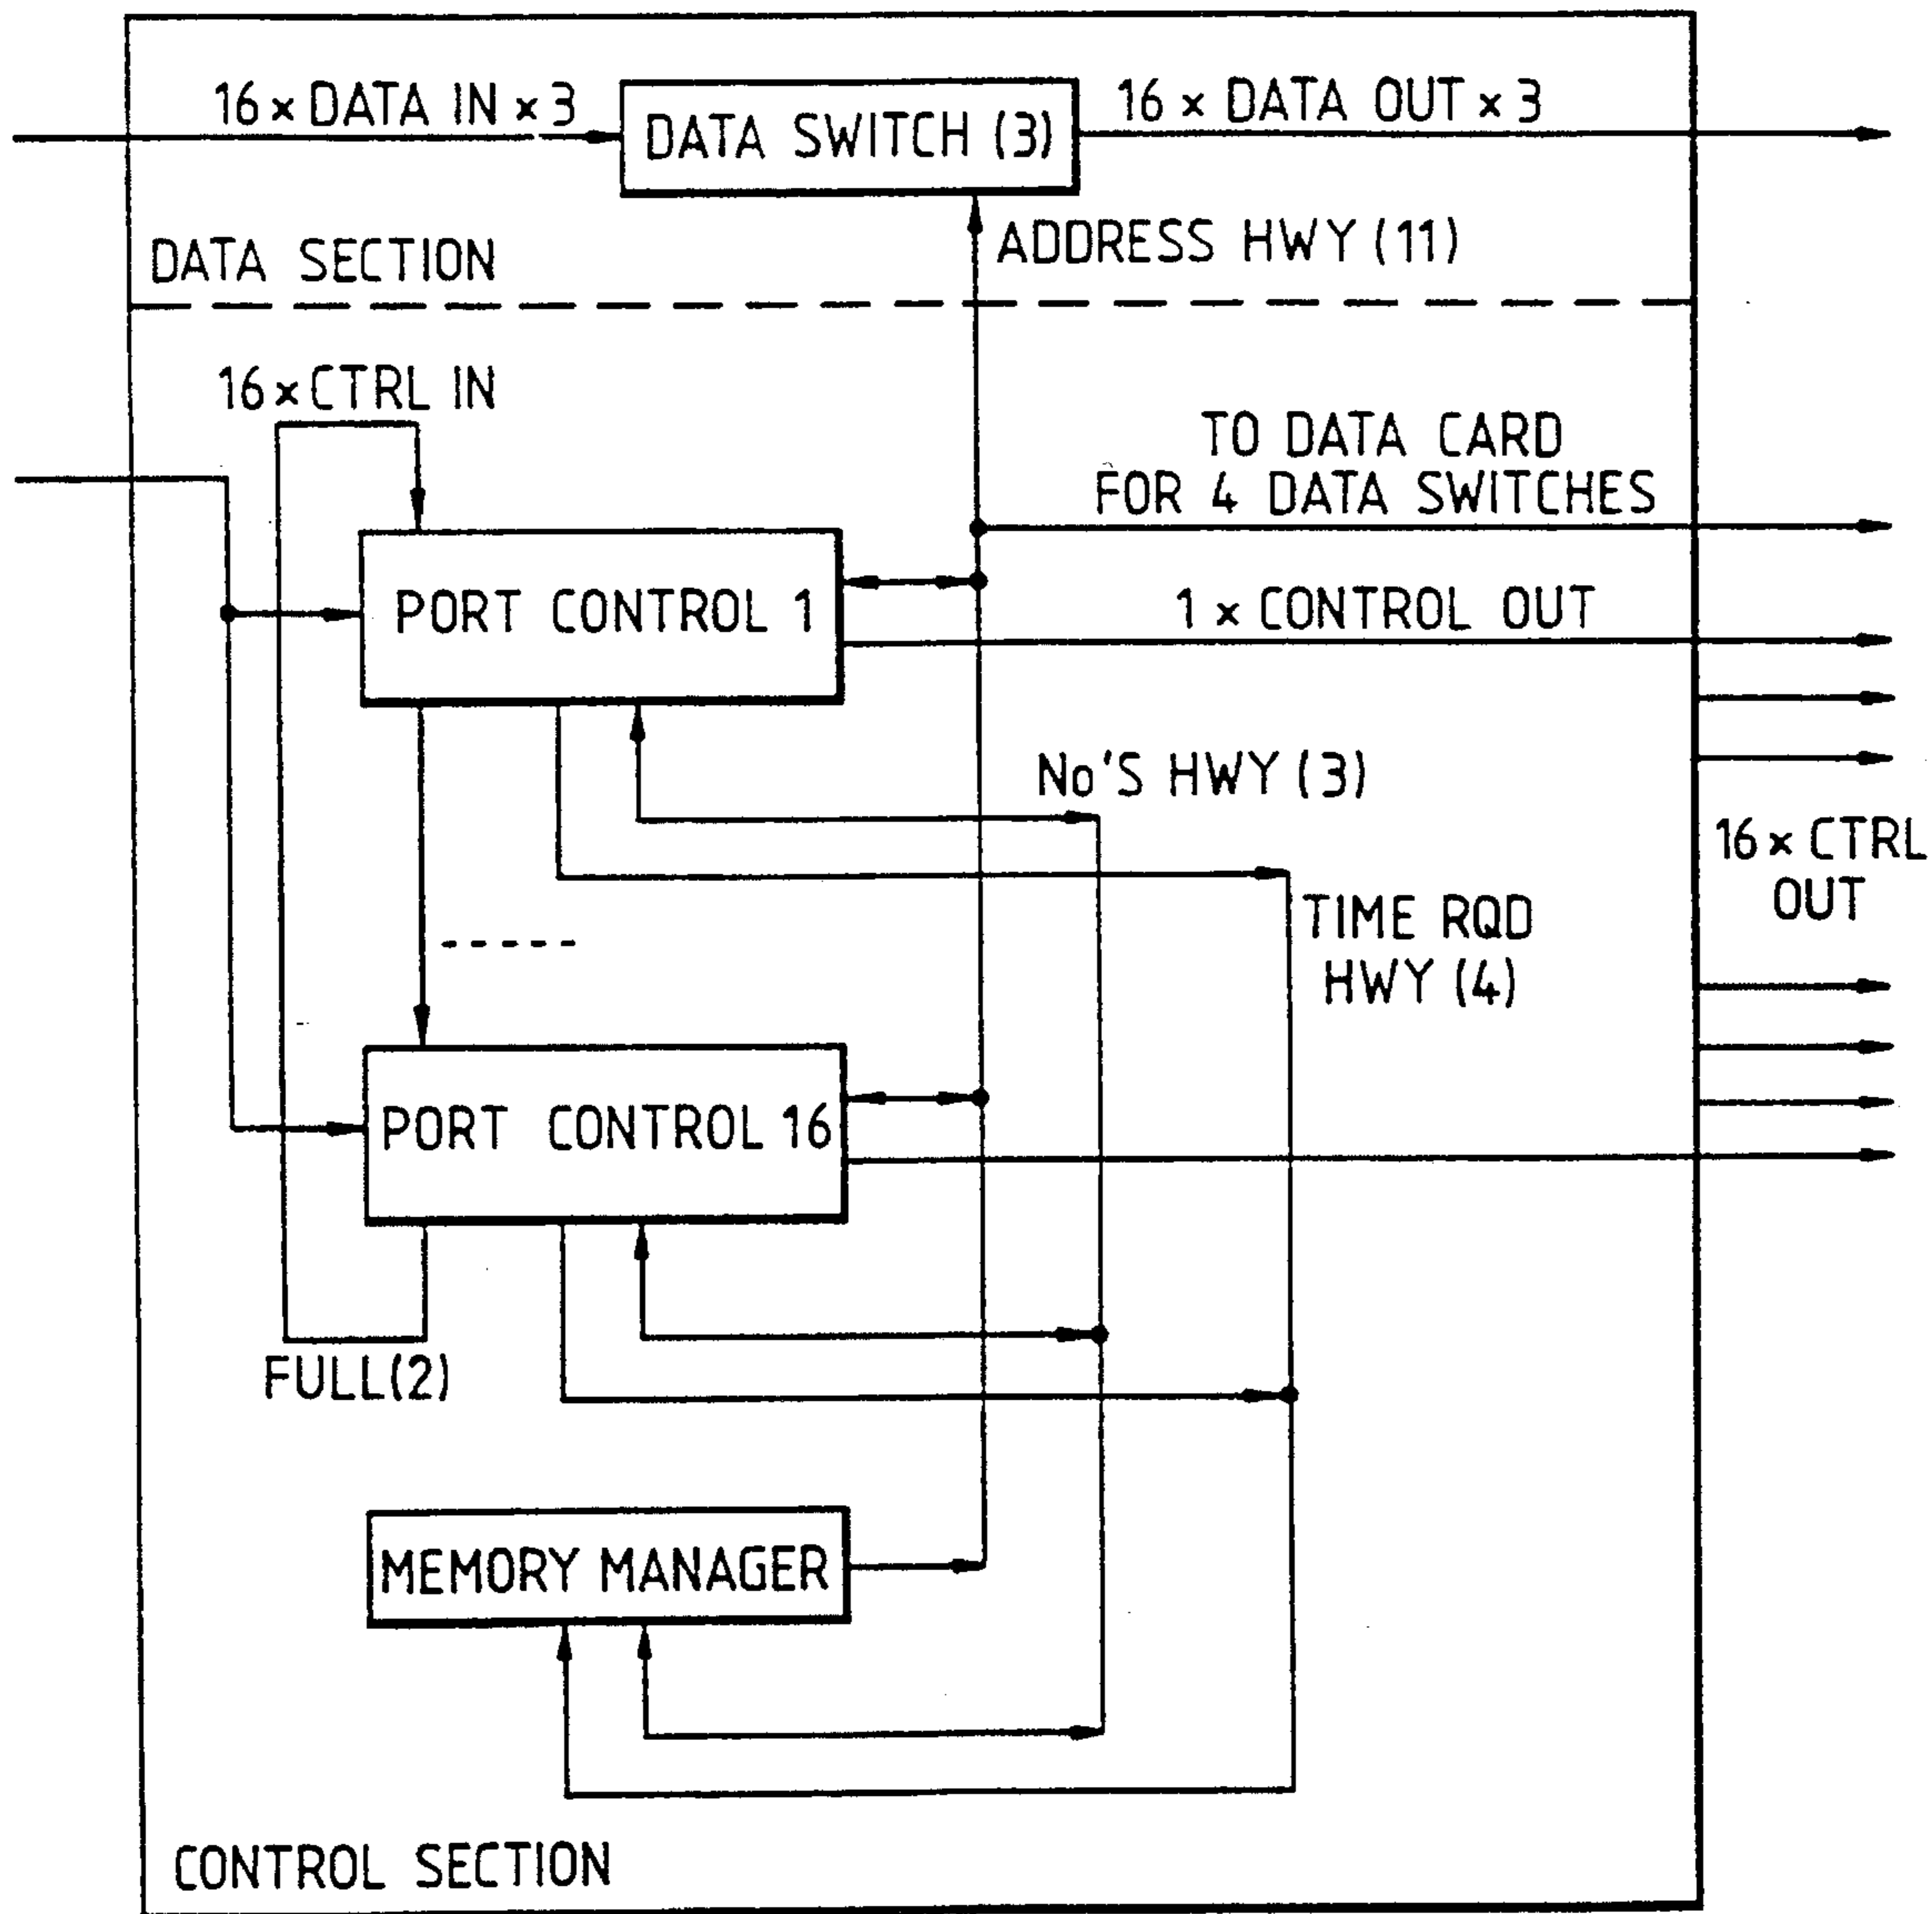 16 × DATA IN × 3
DATA SWITCH (3)
16 × DATA OUT × 3
ADDRESS HWY (11)
DATA SECTION
16 × CTRL IN
TO DATA CARD
FOR 4 DATA SWITCHES
PORT CONTROL 1
1 × CONTROL OUT
No'S HWY (3)
16 × CTRL
OUT
TIME RQD
HWY (4)
PORT CONTROL 16
FULL(2)
MEMORY MANAGER
CONTROL SECTION